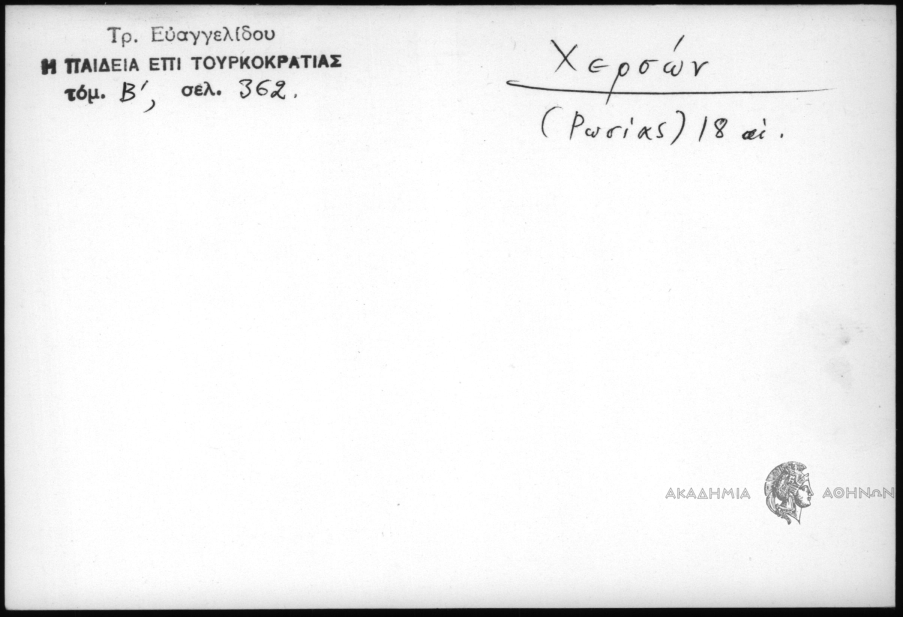 Τρ. Εὐαγγελίδου
Η ΠΑΙΔΕΙΑ ΕΠΙ ΤΟΥΡΚΟΚΡΑΤΙΑΣ
τόμ. Β', σελ. 362.
Χερσών
(Ρωσίας) 18 αἰ.
ΑΚΑΔΗΜΙΑ ΑΘΗΝΩΝ